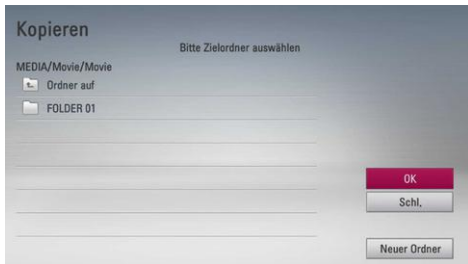 Kopieren
Bitte Zielordner auswählen
MEDIA/Movie/Movie
Ordner auf
FOLDER 01
OK
Schl.
Neuer Ordner